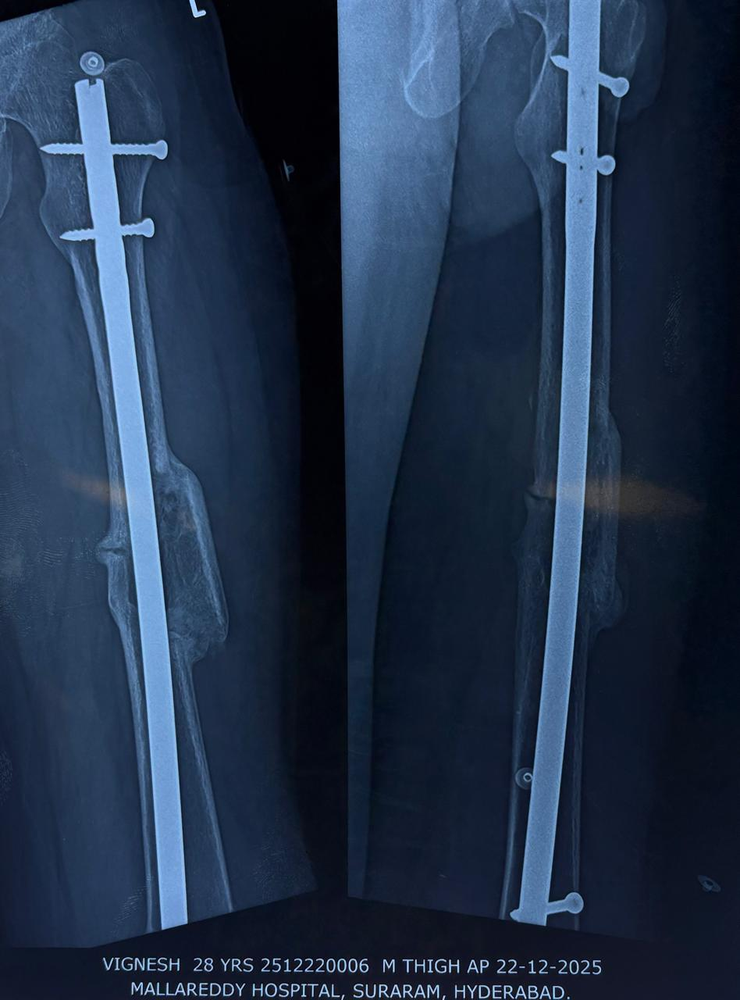 L
VIGNESH 28 YRS 2512220006 M THIGH AP 22-12-2025
MALLAREDDY HOSPITAL, SURARAM, HYDERABAD.